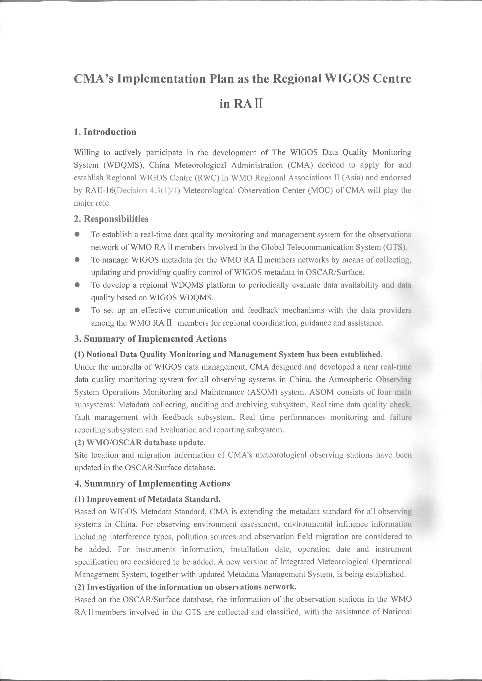 CMA's Implementation Plan as the Regional WIGOS Centre
in RA Ⅱ
1. Introduction
Willing to actively participate in the development of The WIGOS Data Quality Monitoring
System (WDQMS), China Meteorological Administration (CMA) decided to apply for and
establish Regional WIGOS Centre (RWC) in WMO Regional Associations II (Asia) and endorsed
by RAII-16(Decision 4.3(1)/1) Meteorological Observation Center (MOC) of CMA will play the
major role.
2. Responsibilities
● To establish a real-time data quality monitoring and management system for the observations
network of WMO RA Ⅱ members involved in the Global Telecommunication System (GTS).
● To manage WIGOS metadata for the WMO RA Ⅱ members networks by means of collecting,
updating and providing quality control of WIGOS metadata in OSCAR/Surface.
● To develop a regional WDQMS platform to periodically evaluate data availability and data
quality based on WIGOS WDQMS.
● To set up an effective communication and feedback mechanisms with the data providers
among the WMO RA Ⅱ members for regional coordination, guidance and assistance.
3. Summary of Implemented Actions
(1) National Data Quality Monitoring and Management System has been established.
Under the umbrella of WIGOS data management, CMA designed and developed a near real-time
data quality monitoring system for all observing systems in China, the Atmospheric Observing
System Operations Monitoring and Maintenance (ASOM) system. ASOM consists of four main
subsystems: Metadata collecting, auditing and archiving subsystem, Real time data quality check,
fault management with feedback subsystem, Real time performances monitoring and failure
reporting subsystem and Evaluation and reporting subsystem.
(2) WMO/OSCAR database update.
Site location and migration information of CMA's meteorological observing stations have been
updated in the OSCAR/Surface database.
4. Summary of Implementing Actions
(1) Improvement of Metadata Standard.
Based on WIGOS Metadata Standard, CMA is extending the metadata standard for all observing
systems in China. For observing environment assessment, environmental influence information
including interference types, pollution sources and observation field migration are considered to
be added. For instruments information, installation date, operation date and instrument
specification are considered to be added. A new version of Integrated Meteorological Operational
Management System, together with updated Metadata Management System, is being established.
(2) Investigation of the information on observations network.
Based on the OSCAR/Surface database, the information of the observation stations in the WMO
RA Ⅱ members involved in the GTS are collected and classified, with the assistance of National